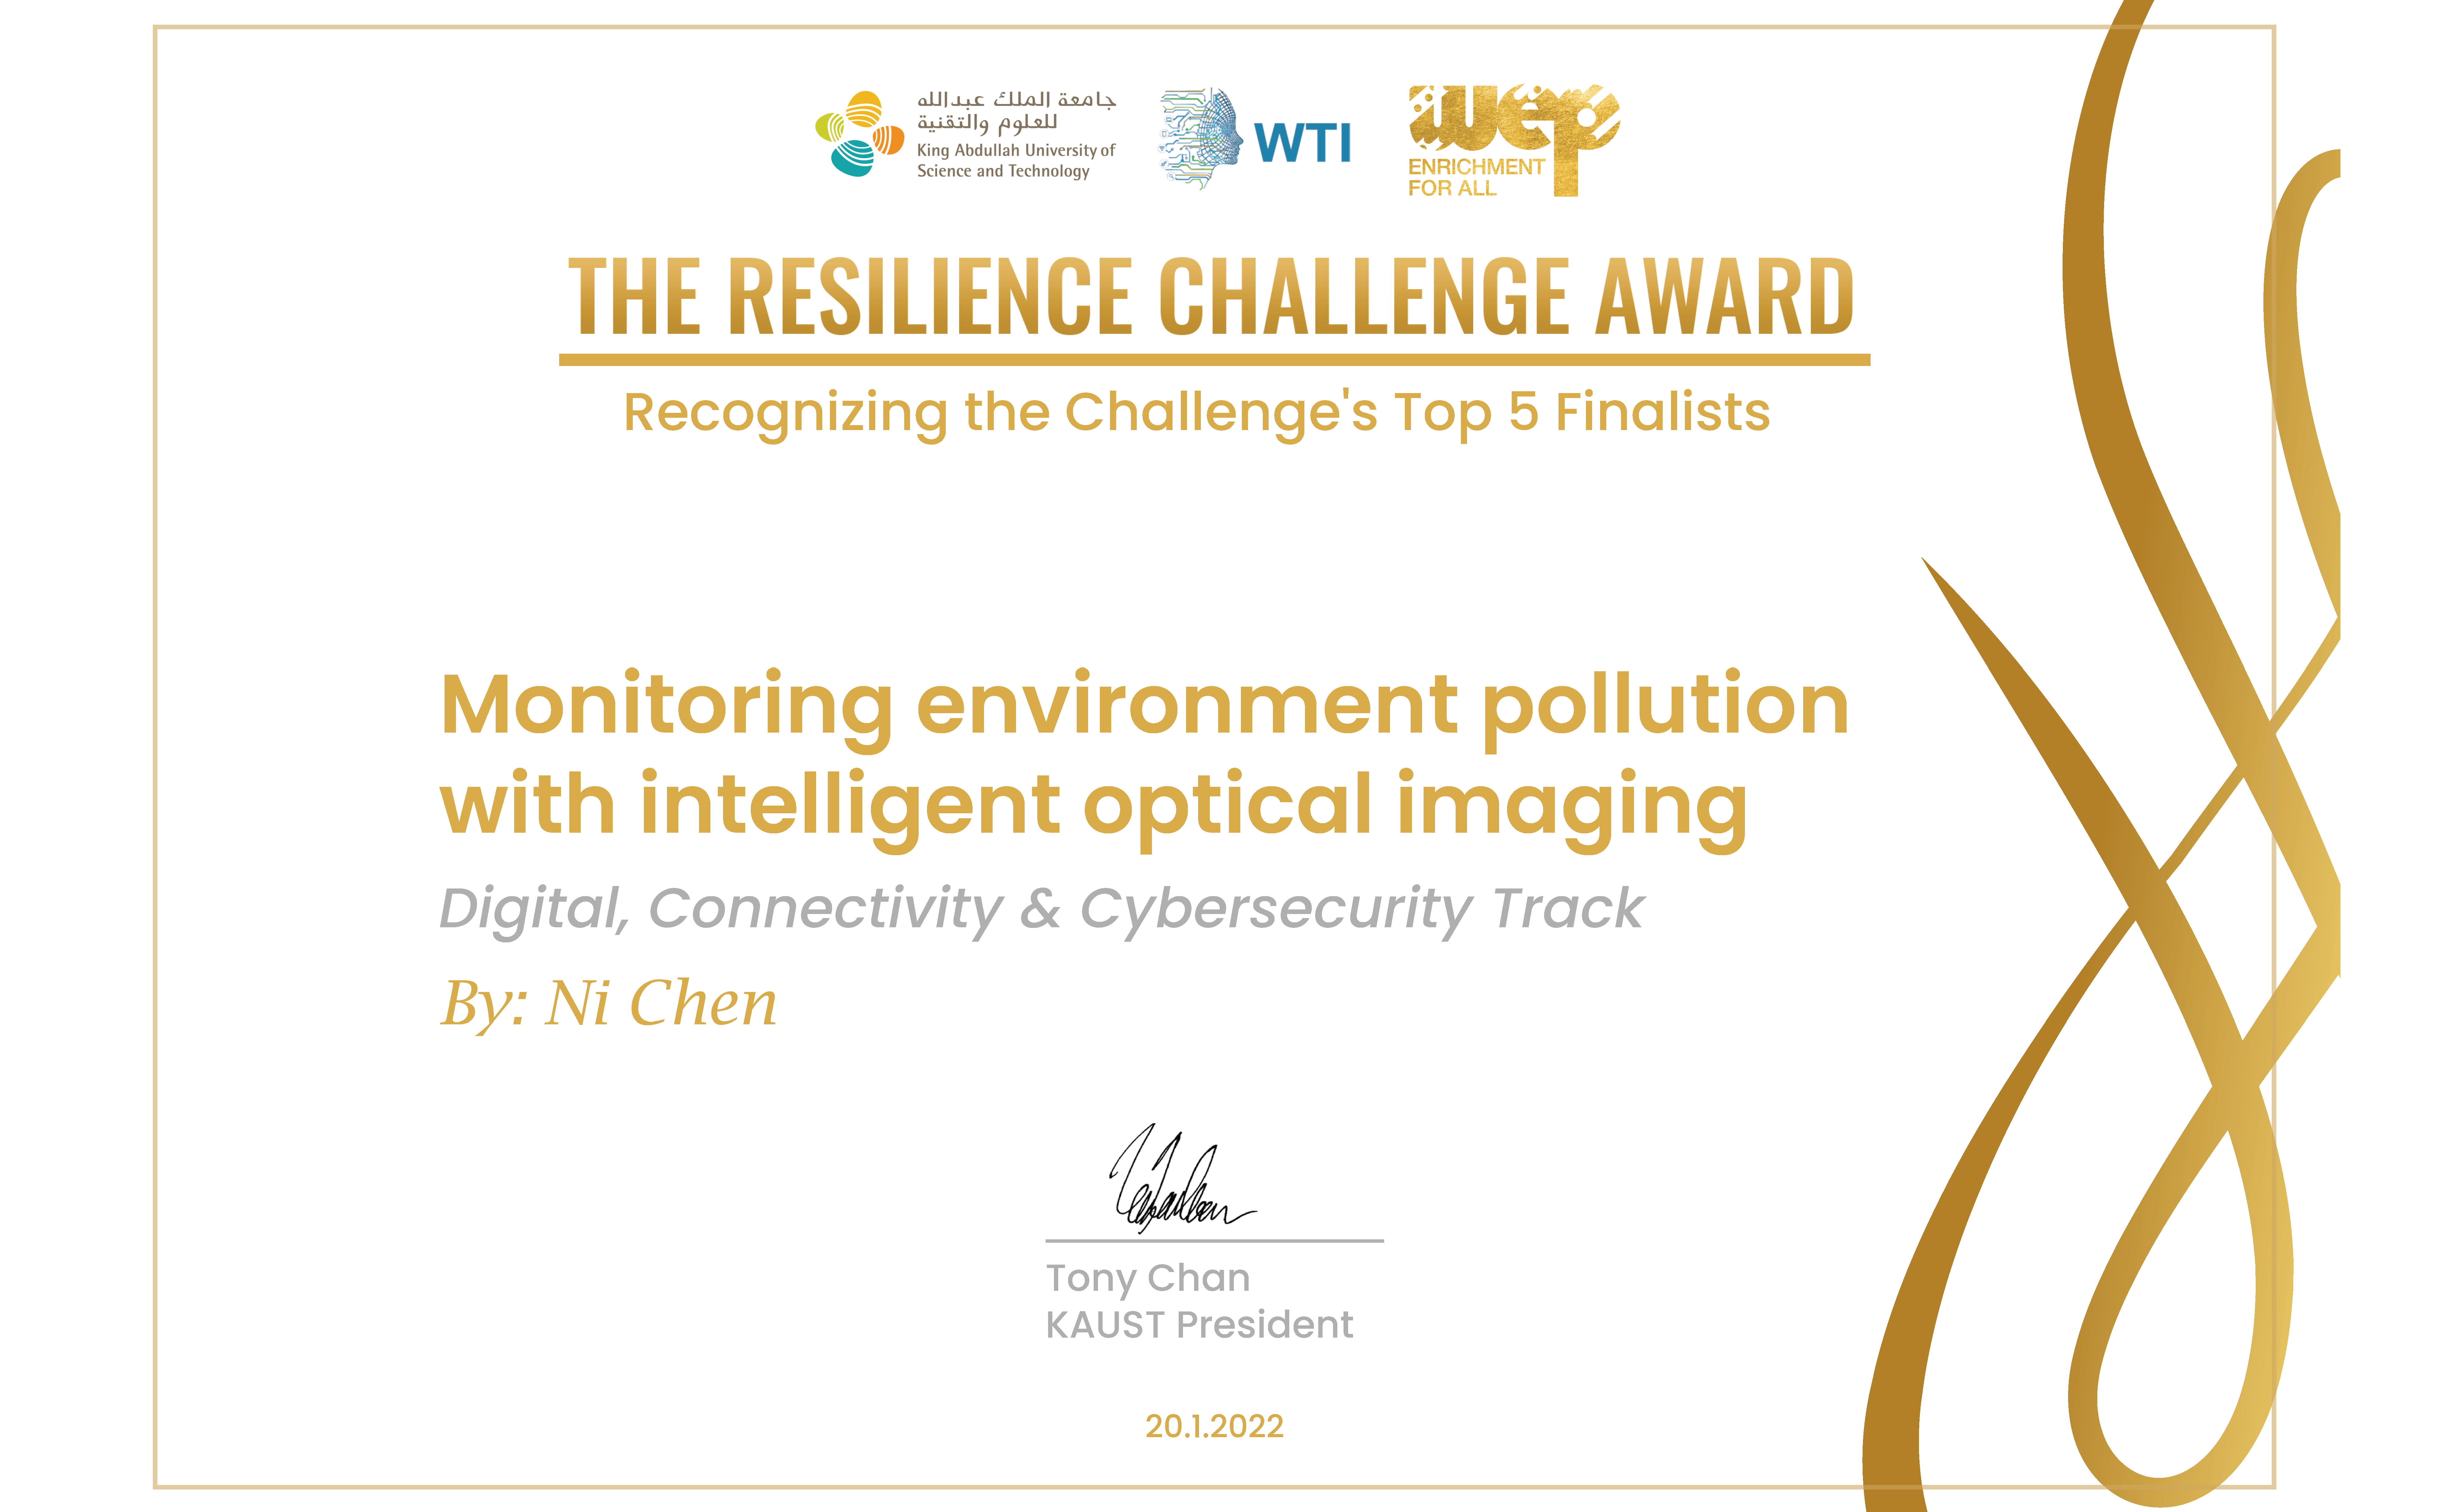 جامعة الملك عبدالله
للعلوم والتقنية
King Abdullah University of
Science and Technology
WTI
wep
ENRICHMENT
FOR ALL
THE RESILIENCE CHALLENGE AWARD
Recognizing the Challenge's Top 5 Finalists
Monitoring environment pollution
with intelligent optical imaging
Digital, Connectivity & Cybersecurity Track
By: Ni Chen
Tony Chan
KAUST President
20.1.2022